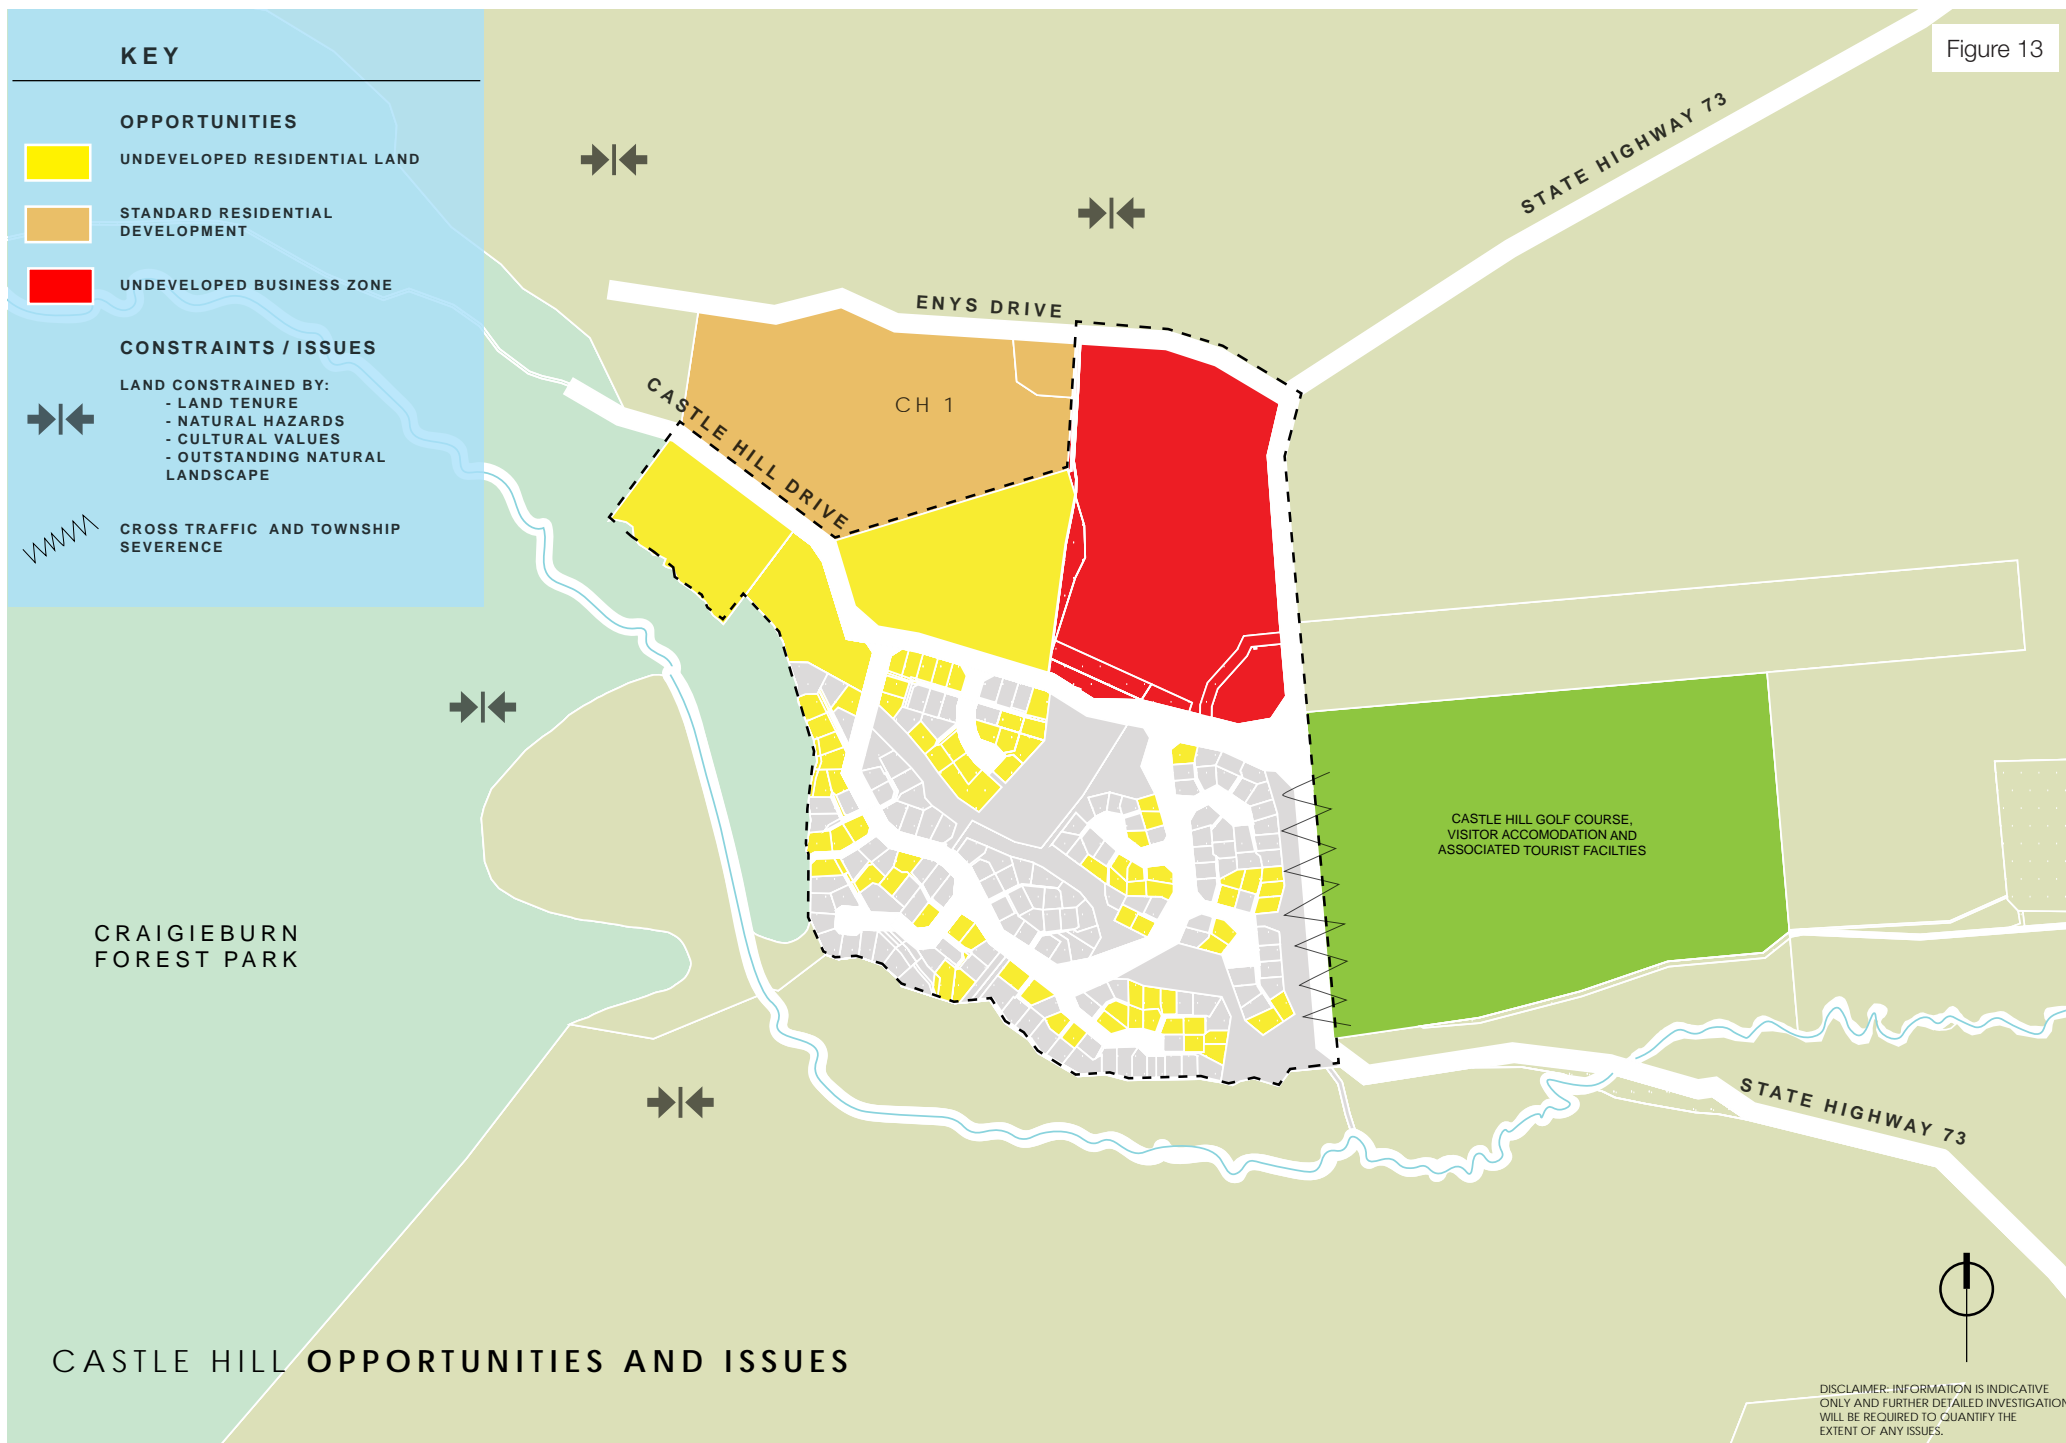 KEY
OPPORTUNITIES
UNDEVELOPED RESIDENTIAL LAND
STANDARD RESIDENTIAL
DEVELOPMENT
UNDEVELOPED BUSINESS ZONE
CONSTRAINTS / ISSUES
LAND CONSTRAINED BY:
- LAND TENURE
- NATURAL HAZARDS
- CULTURAL VALUES
- OUTSTANDING NATURAL
LANDSCAPE
CROSS TRAFFIC AND TOWNSHIP
SEVERENCE
Figure 13
STATE HIGHWAY 73
ENYS DRIVE
CH 1
CASTLE HILL DRIVE
CASTLE HILL GOLF COURSE,
VISITOR ACCOMODATION AND
ASSOCIATED TOURIST FACILTIES
CRAIGIEBURN
FOREST PARK
STATE HIGHWAY 73
CASTLE HILL OPPORTUNITIES AND ISSUES
DISCLAIMER: INFORMATION IS INDICATIVE
ONLY AND FURTHER DETAILED INVESTIGATION
WILL BE REQUIRED TO QUANTIFY THE
EXTENT OF ANY ISSUES.